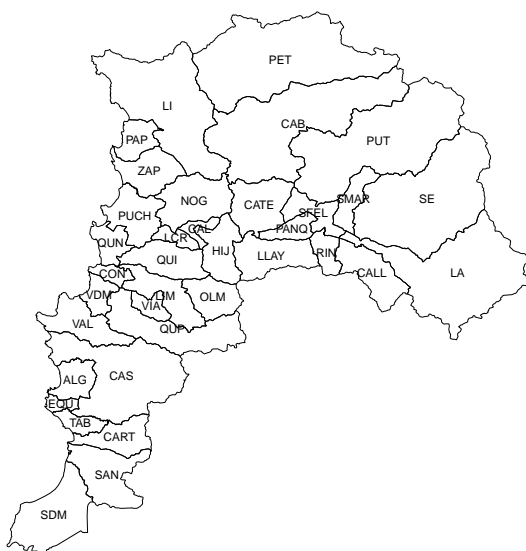 PET
LI
CAB
PAP
PUT
ZAP
NOG
CATE
SMAR
SE
PUCH
SFEL
CAL
PANQ
LCR
QUN
HIJ
LLAY
RIN
QUI
CON
CALL
LA
VDM
LIM
OLM
VIA
VAL
QUP
ALG
CAS
EQU
TAB
CART
SAN
SDM